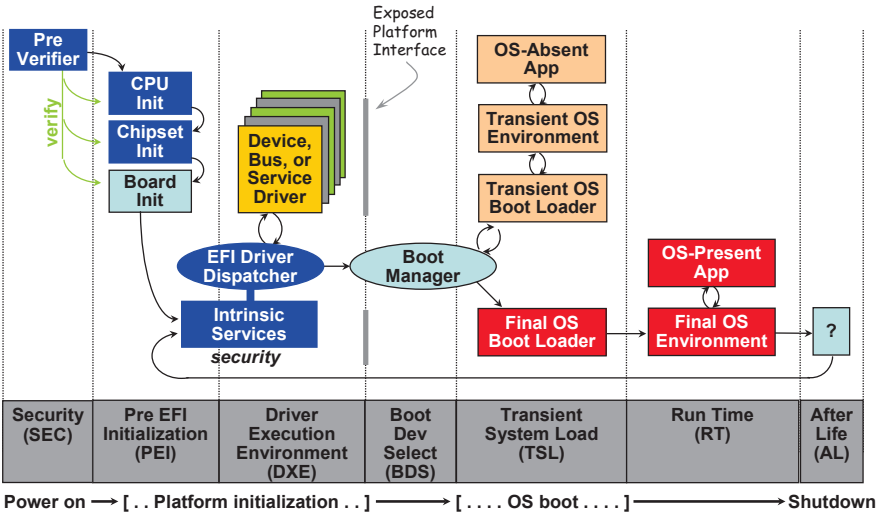 Exposed
Platform
Interface
Pre
Verifier
verify
CPU
Init
Chipset
Init
Board
Init
Device,
Bus, or
Service
Driver
EFI Driver
Dispatcher
Intrinsic
Services
security
Boot
Manager
OS-Absent
App
Transient OS
Environment
Transient OS
Boot Loader
Final OS
Boot Loader
OS-Present
App
Final OS
Environment
?
Security
(SEC)
Pre EFI
Initialization
(PEI)
Driver
Execution
Environment
(DXE)
Boot
Dev
Select
(BDS)
Transient
System Load
(TSL)
Run Time
(RT)
After
Life
(AL)
Power on [ . . Platform initialization . . ] [ . . . . OS boot . . . . ] Shutdown